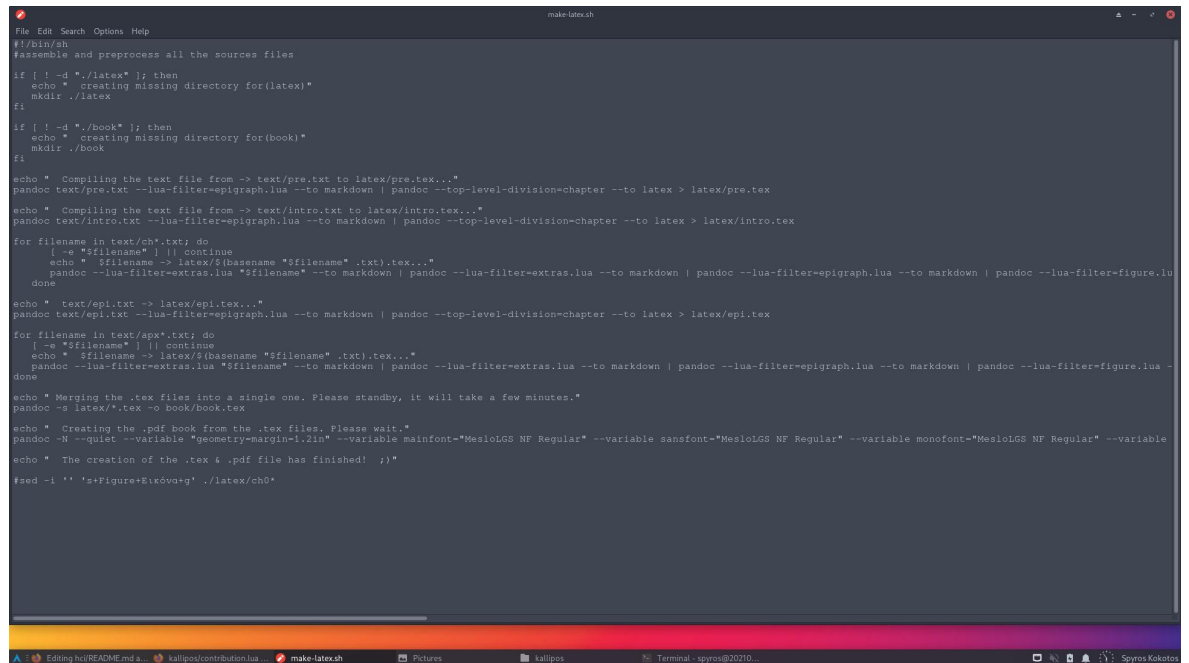 make-latex.sh
File Edit Search Options Help
#!/bin/sh
#assemble and preprocess all the sources files
if [ ! -d "./latex" ]; then
echo "  creating missing directory for(latex)"
mkdir ./latex
fi
if [ ! -d "./book" ]; then
echo "  creating missing directory for(book)"
mkdir ./book
fi
echo "  Compiling the text file from -> text/pre.txt to latex/pre.tex..."
pandoc text/pre.txt --lua-filter=epigraph.lua --to markdown | pandoc --top-level-division=chapter --to latex > latex/pre.tex
echo "  Compiling the text file from -> text/intro.txt to latex/intro.tex..."
pandoc text/intro.txt --lua-filter=epigraph.lua --to markdown | pandoc --top-level-division=chapter --to latex > latex/intro.tex
for filename in text/ch*.txt; do
[ -e "$filename" ] || continue
echo "  $filename -> latex/$(basename "$filename" .txt).tex..."
pandoc --lua-filter=extras.lua "$filename" --to markdown | pandoc --lua-filter=extras.lua --to markdown | pandoc --lua-filter=epigraph.lua --to markdown | pandoc --lua-filter=figure.lu
done
echo "  text/epi.txt -> latex/epi.tex..."
pandoc text/epi.txt --lua-filter=epigraph.lua --to markdown | pandoc --top-level-division=chapter --to latex > latex/epi.tex
for filename in text/apx*.txt; do
[ -e "$filename" ] || continue
echo "  $filename -> latex/$(basename "$filename" .txt).tex..."
pandoc --lua-filter=extras.lua "$filename" --to markdown | pandoc --lua-filter=extras.lua --to markdown | pandoc --lua-filter=epigraph.lua --to markdown | pandoc --lua-filter=figure.lua -
done
echo " Merging the .tex files into a single one. Please standby, it will take a few minutes."
pandoc -s latex/*.tex -o book/book.tex
echo "  Creating the .pdf book from the .tex files. Please wait."
pandoc -N --quiet --variable "geometry=margin=1.2in" --variable mainfont="MesloLGS NF Regular" --variable sansfont="MesloLGS NF Regular" --variable monofont="MesloLGS NF Regular" --variable
echo "  The creation of the .tex & .pdf file has finished!  ;)"
#sed -i '' 's+Figure+Εικόνα+g' ./latex/ch0*
Editing hci/README.md a... kallipos/contribution.lua ... make-latex.sh Pictures kallipos Terminal - spyros@20210... Spyros Kokotos